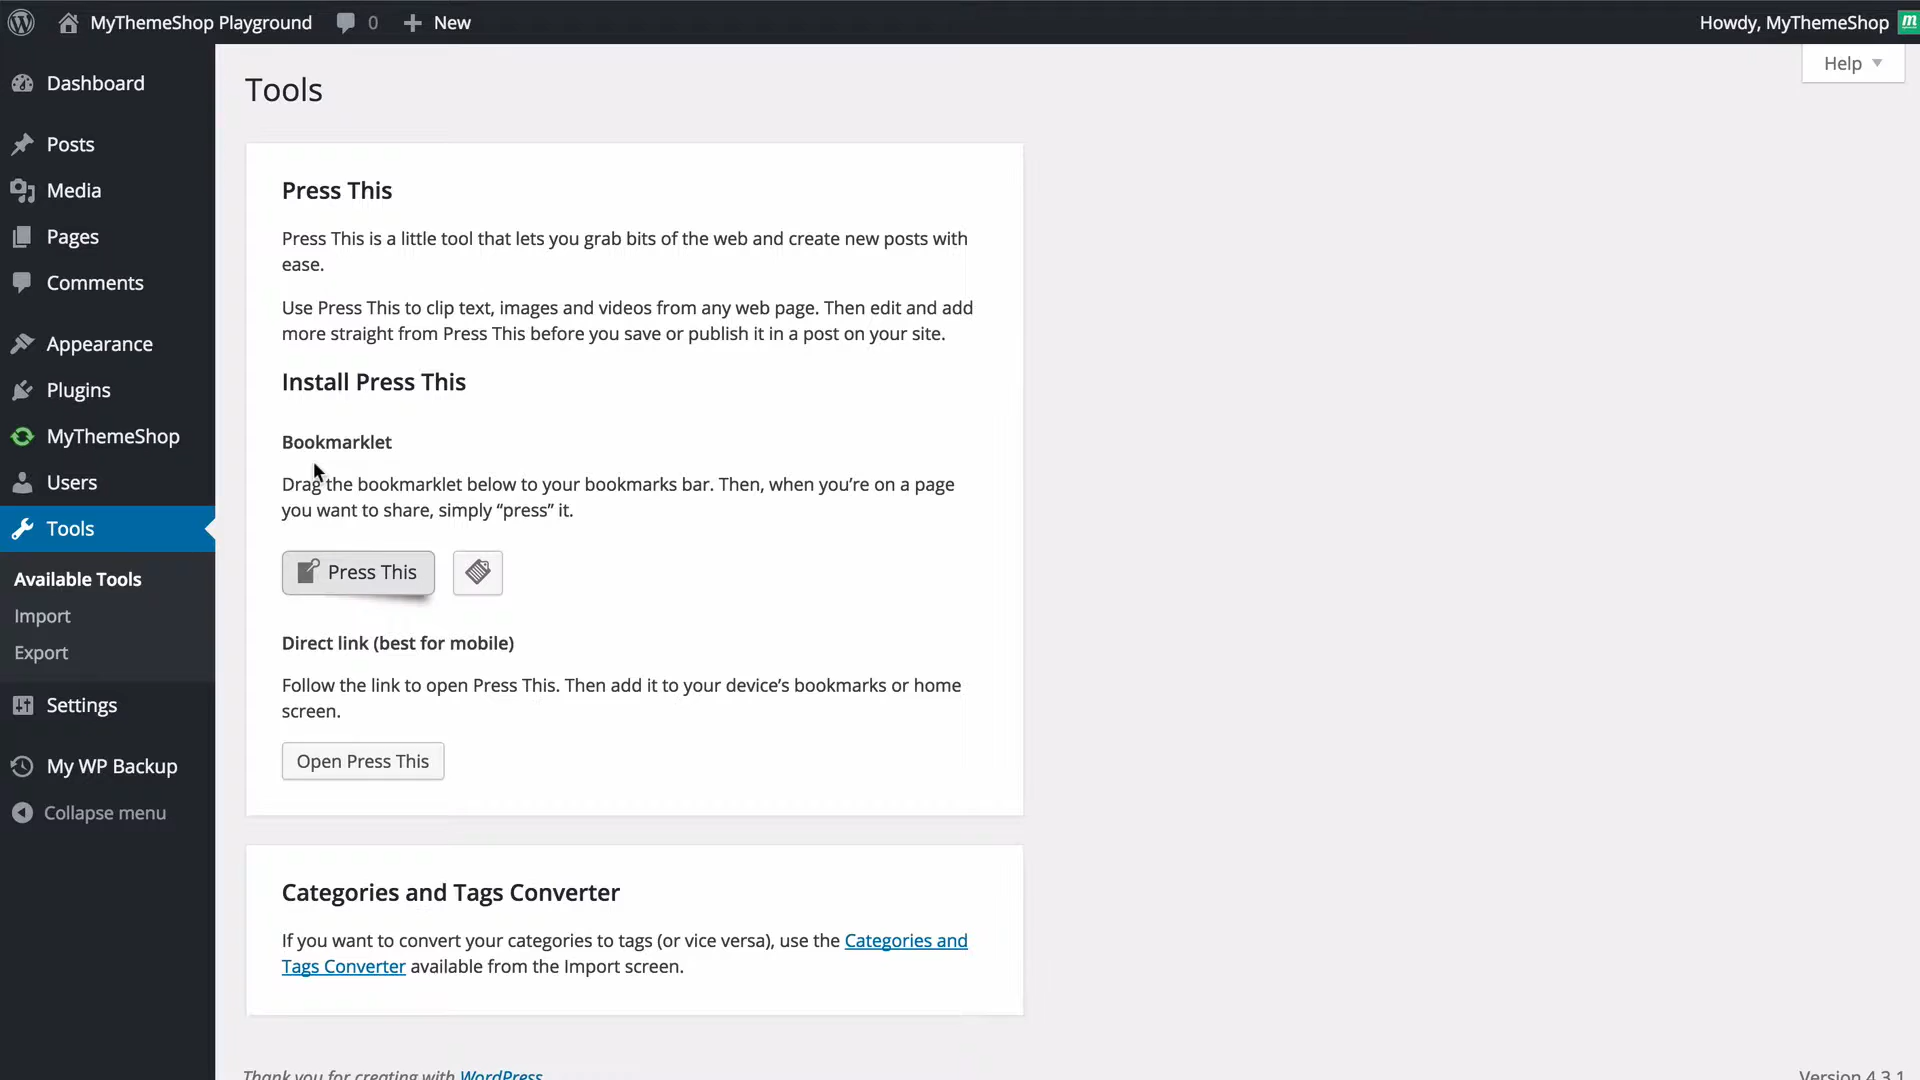 MyThemeShop Playground
0
New
Howdy, MyThemeShop
Help
Dashboard
Posts
Media
Pages
Comments
Appearance
Plugins
MyThemeShop
Users
Tools
Available Tools
Import
Export
Settings
My WP Backup
Collapse menu
Tools
Press This
Press This is a little tool that lets you grab bits of the web and create new posts with
ease.
Use Press This to clip text, images and videos from any web page. Then edit and add
more straight from Press This before you save or publish it in a post on your site.
Install Press This
Bookmarklet
Drag the bookmarklet below to your bookmarks bar. Then, when you’re on a page
you want to share, simply “press” it.
Press This
Direct link (best for mobile)
Follow the link to open Press This. Then add it to your device’s bookmarks or home
screen.
Open Press This
Categories and Tags Converter
If you want to convert your categories to tags (or vice versa), use the Categories and
Tags Converter available from the Import screen.
Thank you for creating with WordPress
Version 4.3.1